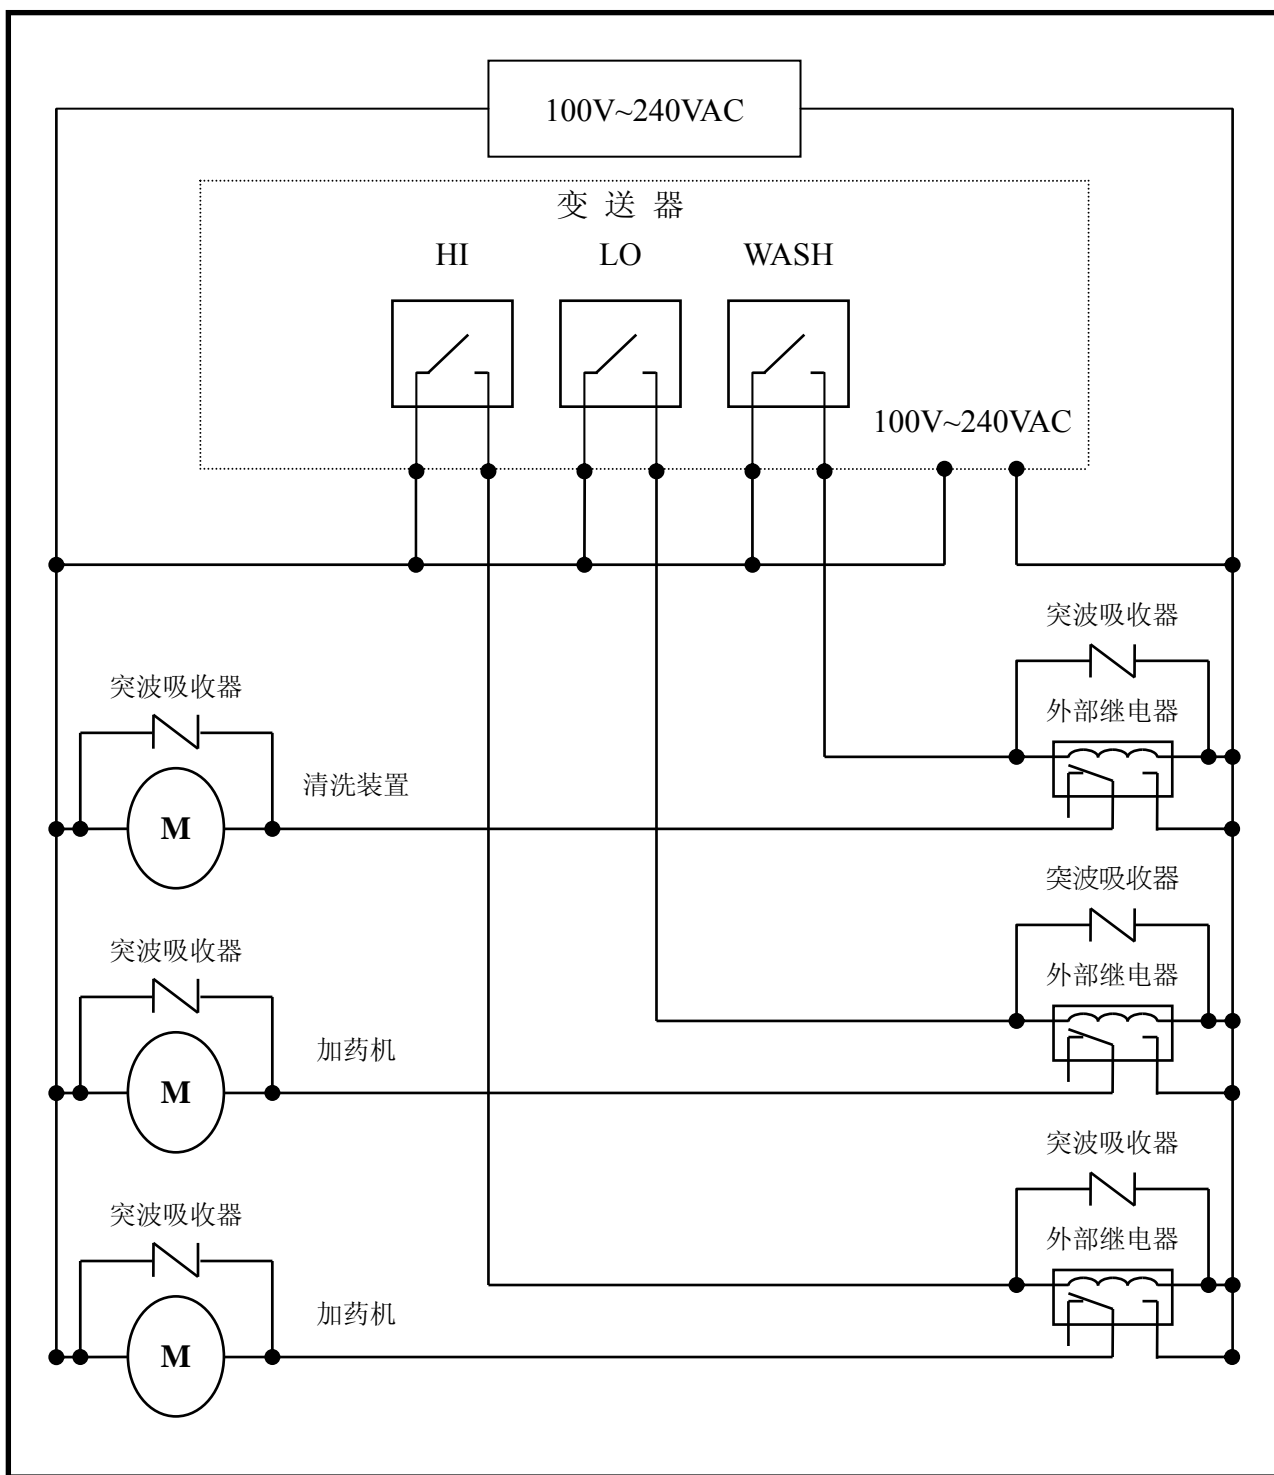 100V~240VAC
变 送 器
HI LO WASH
100V~240VAC
突波吸收器
外部继电器
突波吸收器
清洗装置
M
突波吸收器
外部继电器
突波吸收器
加药机
M
突波吸收器
外部继电器
突波吸收器
加药机
M